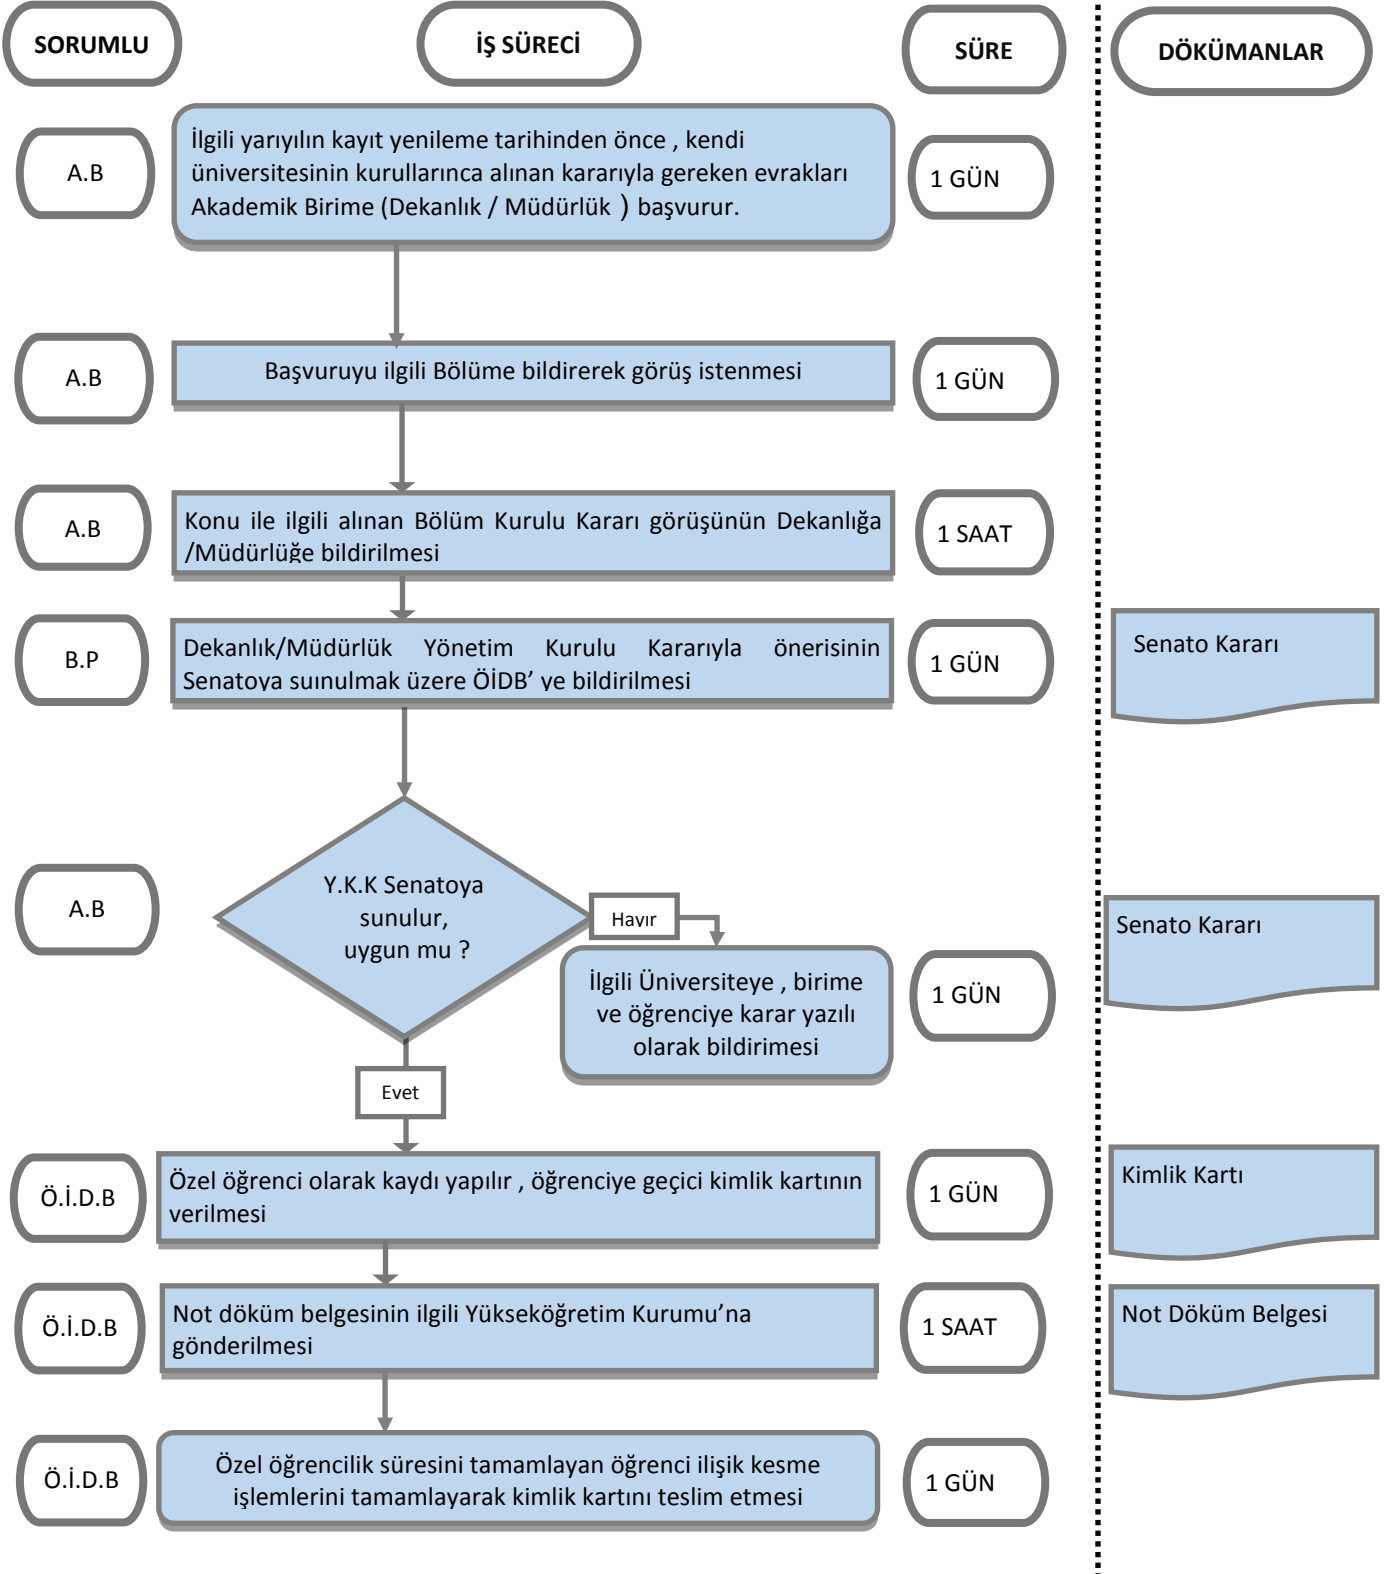 SORUMLU
İŞ SÜRECİ
SÜRE
DÖKÜMANLAR
A.B
İlgili yarıyılın kayıt yenileme tarihinden önce , kendi
üniversitesinin kurullarınca alınan kararıyla gereken evrakları
Akademik Birime (Dekanlık / Müdürlük ) başvurur.
1 GÜN
A.B
Başvuruyu ilgili Bölüme bildirerek görüş istenmesi
1 GÜN
A.B
Konu ile ilgili alınan Bölüm Kurulu Kararı görüşünün Dekanlığa
/Müdürlüğe bildirilmesi
1 SAAT
B.P
Dekanlık/Müdürlük Yönetim Kurulu Kararıyla önerisinin
Senatoya suınulmak üzere ÖİDB' ye bildirilmesi
1 GÜN
Senato Kararı
A.B
Y.K.K Senatoya
sunulur,
uygun mu ?
Hayır
İlgili Üniversiteye , birime
ve öğrenciye karar yazılı
olarak bildirimesi
1 GÜN
Senato Kararı
Evet
Ö.İ.D.B
Özel öğrenci olarak kaydı yapılır , öğrenciye geçici kimlik kartının
verilmesi
1 GÜN
Kimlik Kartı
Ö.İ.D.B
Not döküm belgesinin ilgili Yükseköğretim Kurumu’na
gönderilmesi
1 SAAT
Not Döküm Belgesi
Ö.İ.D.B
Özel öğrencilik süresini tamamlayan öğrenci ilişik kesme
işlemlerini tamamlayarak kimlik kartını teslim etmesi
1 GÜN